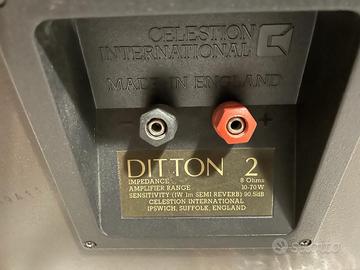 CELESTION
INTERNATIONAL
MADE IN ENGLAND
- +
DITTON 2
IMPEDANCE 8 Ohms
AMPLIFIER RANGE 10-70W
SENSITIVITY (1W 1m SEMI REVERB) 90.5dB
CELESTION INTERNATIONAL
IPSWICH, SUFFOLK, ENGLAND
subito